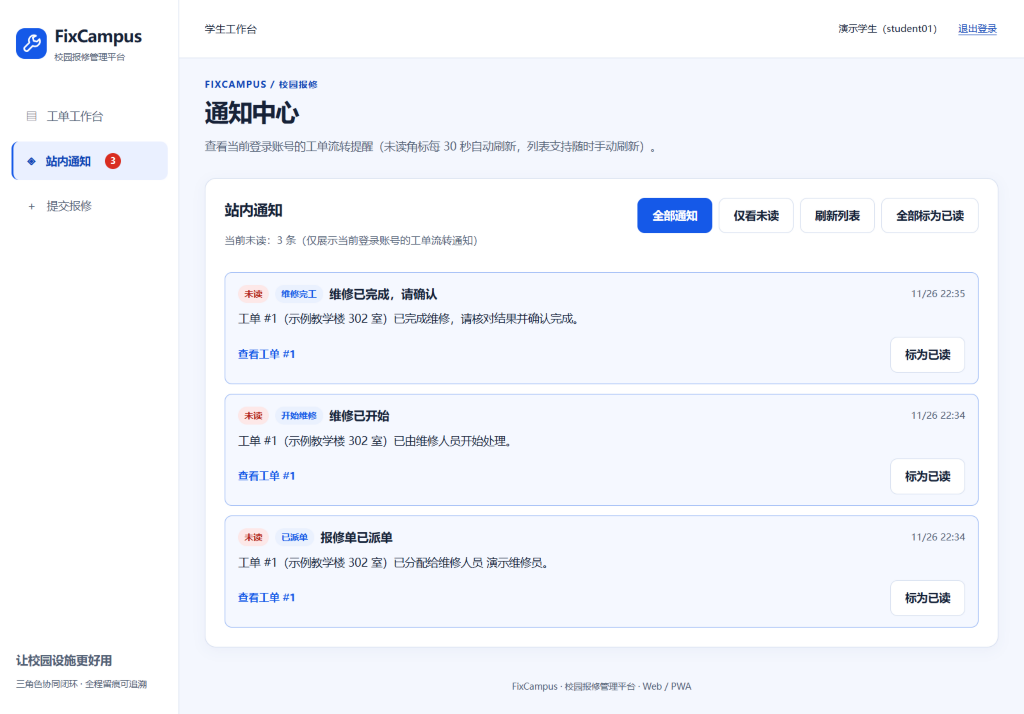 FixCampus
校园报修管理平台
工单工作台
站内通知 3
+ 提交报修
让校园设施更好用
三角色协同闭环 · 全程留痕可追溯
学生工作台
演示学生（student01） 退出登录
FIXCAMPUS / 校园报修
通知中心
查看当前登录账号的工单流转提醒（未读角标每 30 秒自动刷新，列表支持随时手动刷新）。
站内通知
当前未读：3 条（仅展示当前登录账号的工单流转通知）
全部通知 仅看未读 刷新列表 全部标为已读
未读 维修完工 维修已完成，请确认 11/26 22:35
工单 #1（示例教学楼 302 室）已完成维修，请核对结果并确认完成。
查看工单 #1 标为已读
未读 开始维修 维修已开始 11/26 22:34
工单 #1（示例教学楼 302 室）已由维修人员开始处理。
查看工单 #1 标为已读
未读 已派单 报修单已派单 11/26 22:34
工单 #1（示例教学楼 302 室）已分配给维修人员 演示维修员。
查看工单 #1 标为已读
FixCampus · 校园报修管理平台 · Web / PWA